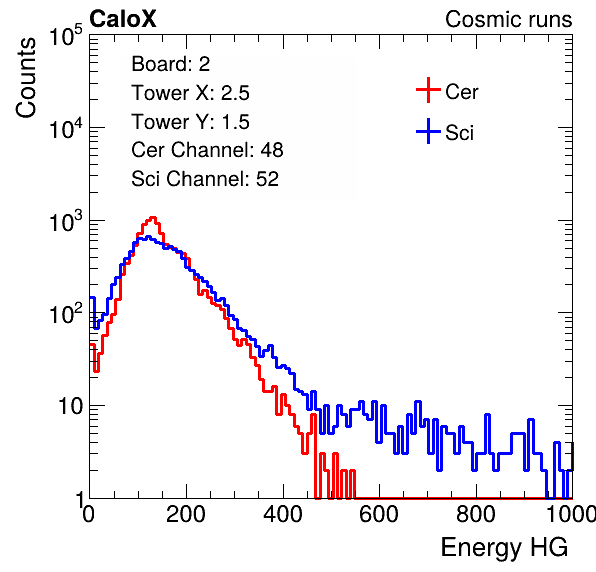 CaloX Cosmic runs
Counts
10^5
10^4
10^3
10^2
10
1
Board: 2
Tower X: 2.5
Tower Y: 1.5
Cer Channel: 48
Sci Channel: 52
Cer
Sci
0 200 400 600 800 1000
Energy HG